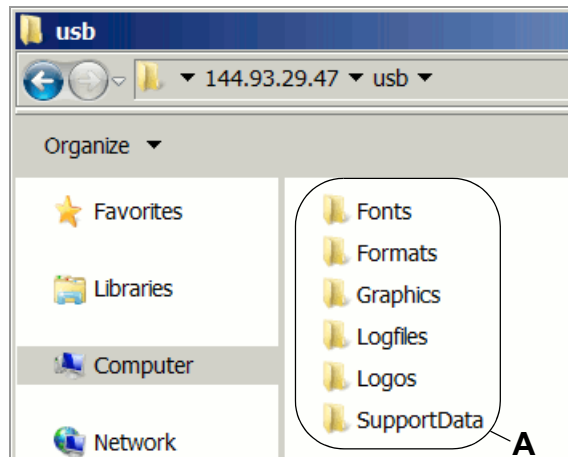 usb
144.93.29.47 usb
Organize
Favorites
Libraries
Computer
Network
Fonts
Formats
Graphics
Logfiles
Logos
SupportData
A